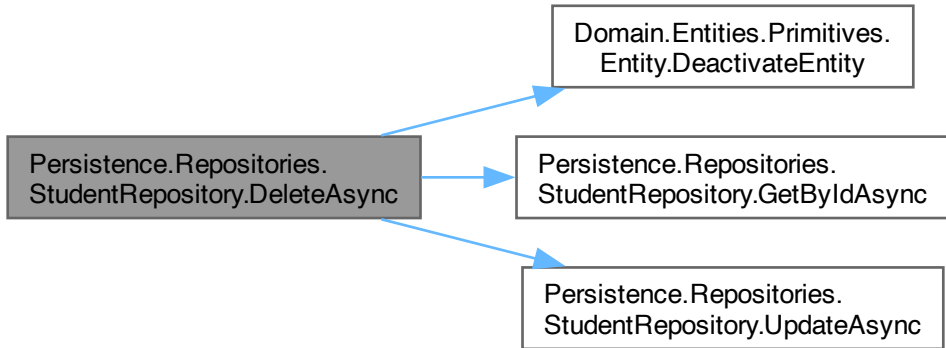 Domain.Entities.Primitives.
Entity.DeactivateEntity
Persistence.Repositories.
StudentRepository.DeleteAsync
Persistence.Repositories.
StudentRepository.GetByIdAsync
Persistence.Repositories.
StudentRepository.UpdateAsync